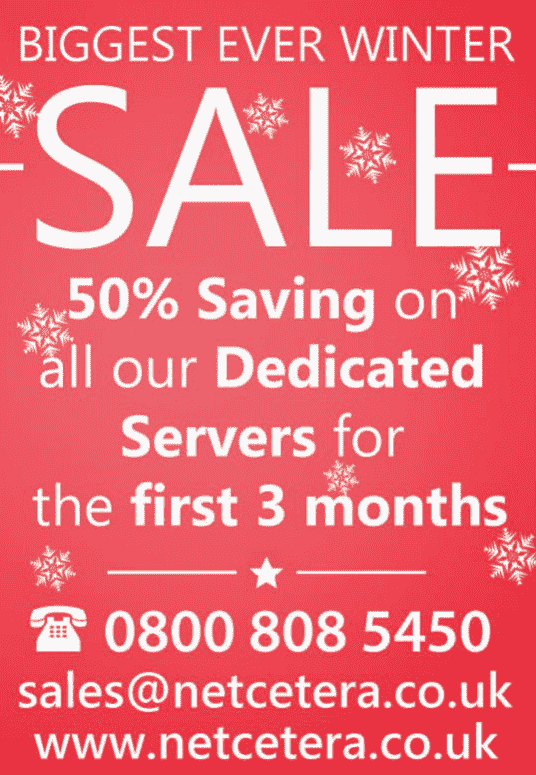 BIGGEST EVER WINTER
SALE
50% Saving on
all our Dedicated
Servers for
the first 3 months
0800 808 5450
sales@netcetera.co.uk
www.netcetera.co.uk